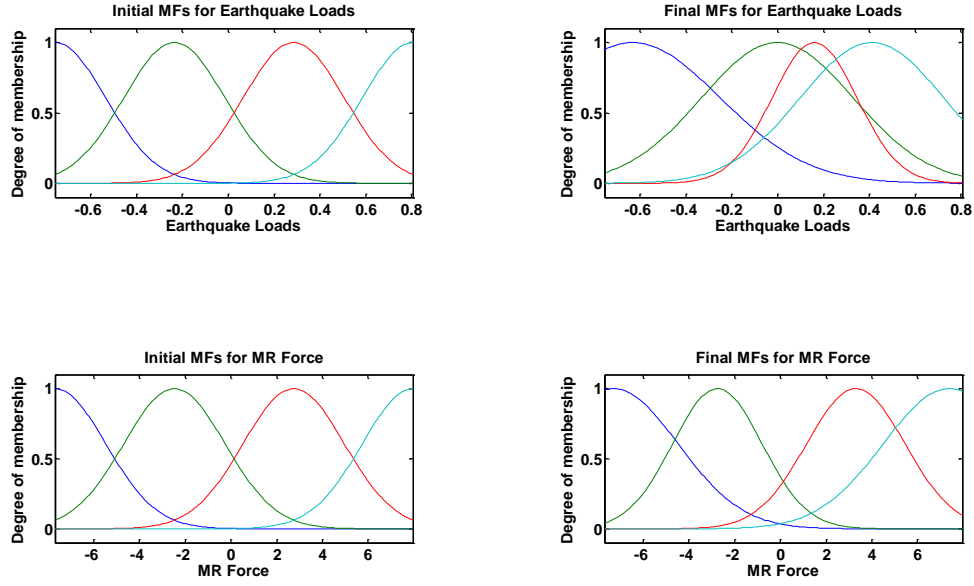 Initial MFs for Earthquake Loads
1
0.5
0
Degree of membership
-0.6 -0.4 -0.2 0 0.2 0.4 0.6 0.8
Earthquake Loads
Final MFs for Earthquake Loads
1
0.5
0
Degree of membership
-0.6 -0.4 -0.2 0 0.2 0.4 0.6 0.8
Earthquake Loads
Initial MFs for MR Force
1
0.5
0
Degree of membership
-6 -4 -2 0 2 4 6
MR Force
Final MFs for MR Force
1
0.5
0
Degree of membership
-6 -4 -2 0 2 4 6
MR Force